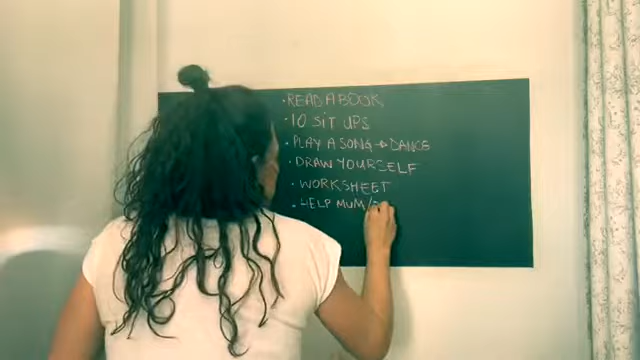 · READ A BOOK
· 10 SIT UPS
· PLAY A SONG → DANCE
· DRAW YOURSELF
· WORKSHEET
· HELP MUM/